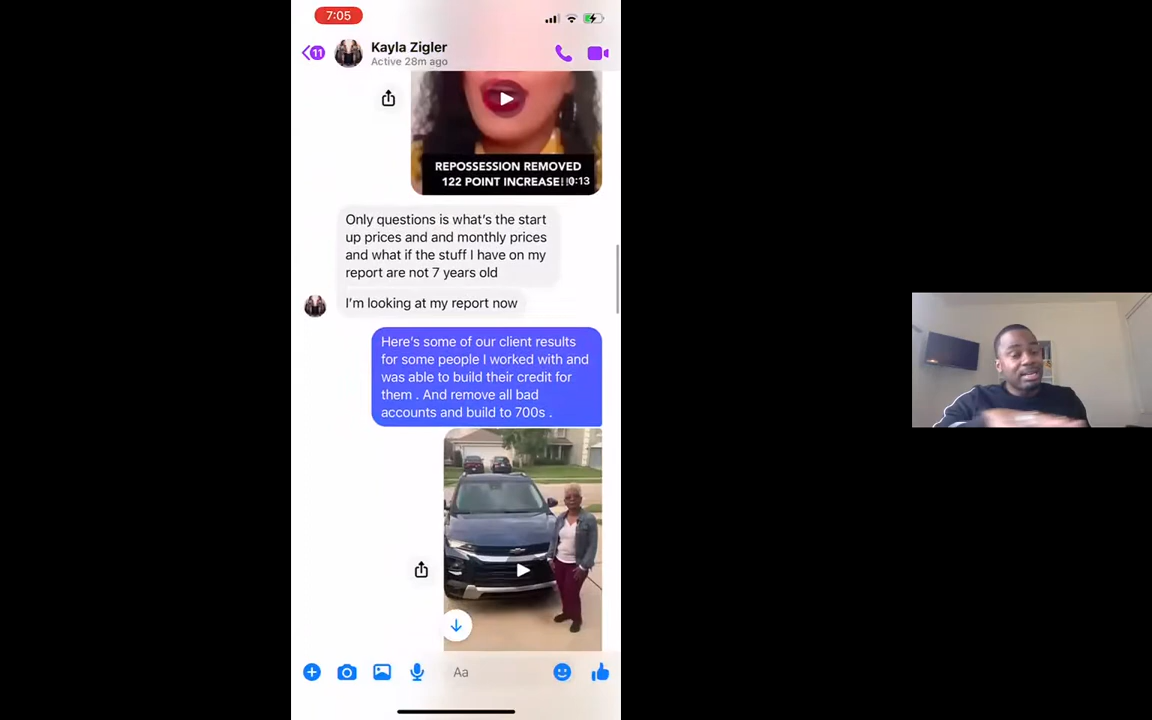 7:05
11
Kayla Zigler
Active 28m ago
REPOSSESSION REMOVED
122 POINT INCREASE!
0:13
Only questions is what's the start
up prices and and monthly prices
and what if the stuff I have on my
report are not 7 years old
I'm looking at my report now
Here's some of our client results
for some people I worked with and
was able to build their credit for
them . And remove all bad
accounts and build to 700s .
Aa